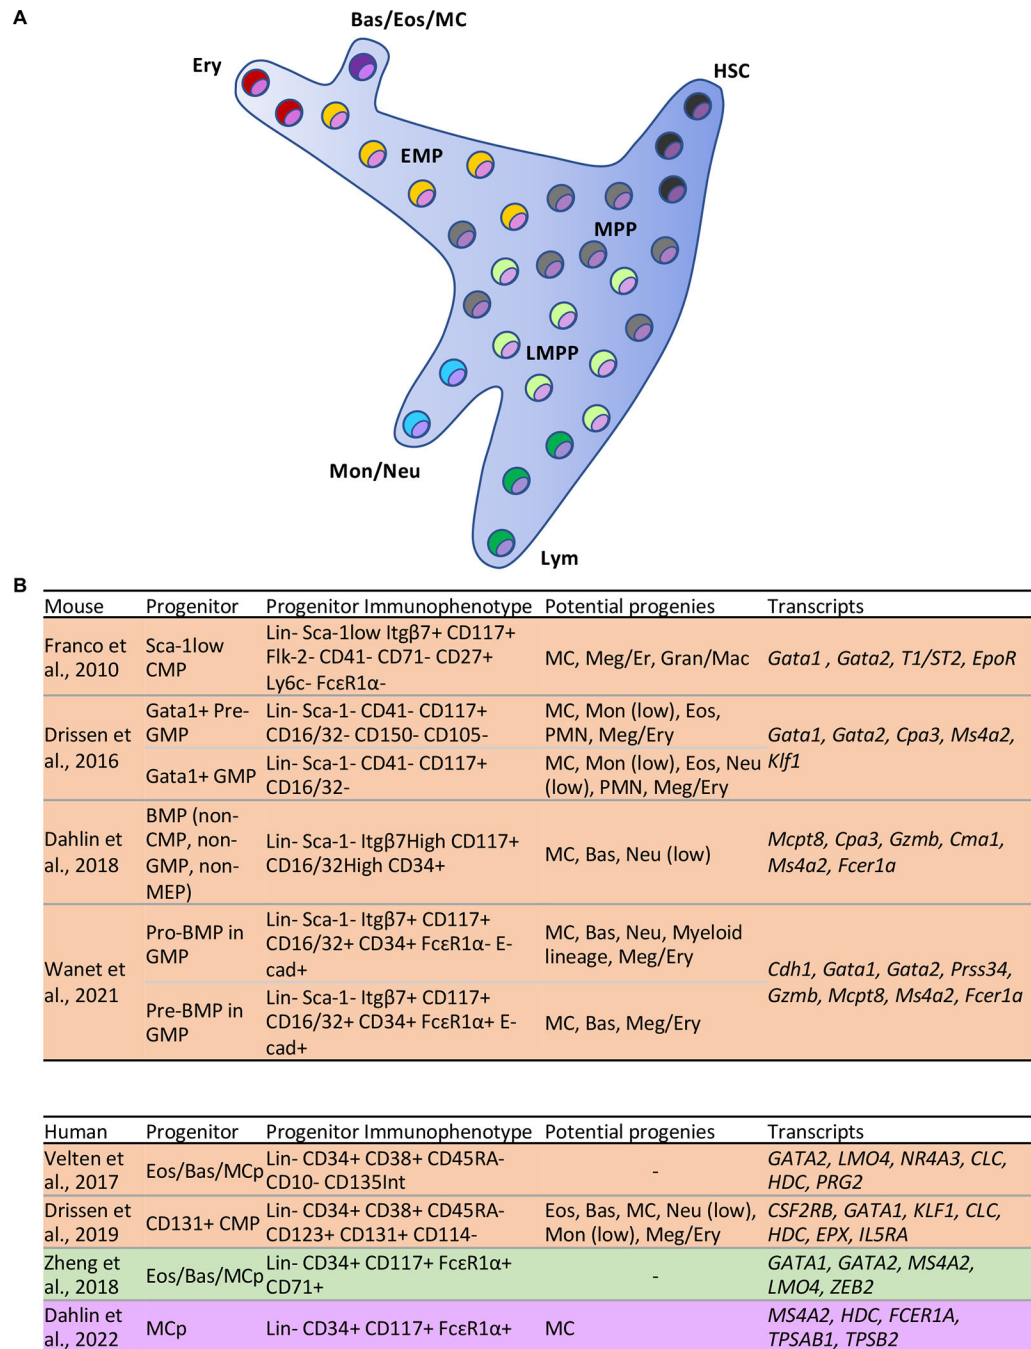 A
Bas/Eos/MC
Ery
HSC
EMP
MPP
LMPP
Mon/Neu
Lym
B
Mouse Progenitor Progenitor Immunophenotype Potential progenies Transcripts
Franco et al., 2010
Sca-1low CMP
Lin- Sca-1low Itgβ7+ CD117+
Flk-2- CD41- CD71- CD27+
Ly6c- FcεR1α-
MC, Meg/Er, Gran/Mac
Gata1 , Gata2, T1/ST2, EpoR
Drissen et al., 2016
Gata1+ Pre-
GMP
Lin- Sca-1- CD41- CD117+
CD16/32- CD150- CD105-
MC, Mon (low), Eos,
PMN, Meg/Ery
Gata1, Gata2, Cpa3, Ms4a2,
Klf1
Gata1+ GMP
Lin- Sca-1- CD41- CD117+
CD16/32-
MC, Mon (low), Eos, Neu
(low), PMN, Meg/Ery
Dahlin et
al., 2018
BMP (non-
CMP, non-
GMP, non-
MEP)
Lin- Sca-1- Itgβ7High CD117+
CD16/32High CD34+
MC, Bas, Neu (low)
Mcpt8, Cpa3, Gzmb, Cma1,
Ms4a2, Fcer1a
Wanet et
al., 2021
Pro-BMP in
GMP
Lin- Sca-1- Itgβ7+ CD117+
CD16/32+ CD34+ FcεR1α- E-
cad+
MC, Bas, Neu, Myeloid
lineage, Meg/Ery
Cdh1, Gata1, Gata2, Prss34,
Gzmb, Mcpt8, Ms4a2, Fcer1a
Pre-BMP in
GMP
Lin- Sca-1- Itgβ7+ CD117+
CD16/32+ CD34+ FcεR1α+ E-
cad+
MC, Bas, Meg/Ery
Human Progenitor Progenitor Immunophenotype Potential progenies Transcripts
Velten et
al., 2017
Eos/Bas/MCp
Lin- CD34+ CD38+ CD45RA-
CD10- CD135Int
-
GATA2, LMO4, NR4A3, CLC,
HDC, PRG2
Drissen et
al., 2019
CD131+ CMP
Lin- CD34+ CD38+ CD45RA-
CD123+ CD131+ CD114-
Eos, Bas, MC, Neu (low),
Mon (low), Meg/Ery
CSF2RB, GATA1, KLF1, CLC,
HDC, EPX, IL5RA
Zheng et
al., 2018
Eos/Bas/MCp
Lin- CD34+ CD117+ FcεR1α+
CD71+
-
GATA1, GATA2, MS4A2,
LMO4, ZEB2
Dahlin et
al., 2022
MCp
Lin- CD34+ CD117+ FcεR1α+
MC
MS4A2, HDC, FCER1A,
TPSAB1, TPSB2